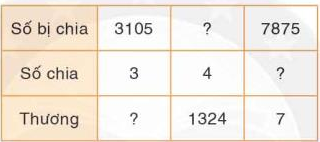 Số bị chia 3105 ? 7875
Số chia 3 4 ?
Thương ? 1324 7